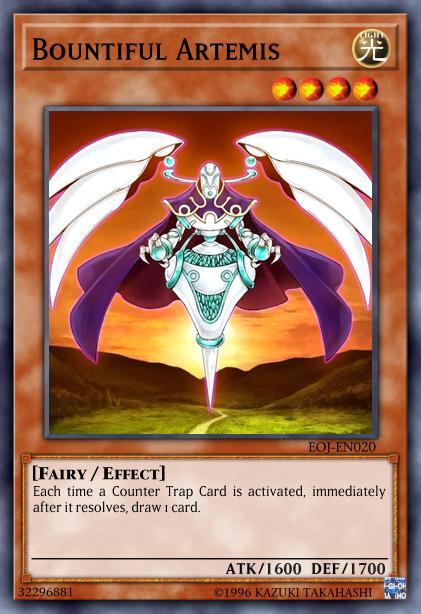 Bountiful Artemis
LIGHT
光
EOJ-EN020
[Fairy / Effect]
Each time a Counter Trap Card is activated, immediately
after it resolves, draw 1 card.
ATK/1600 DEF/1700
32296881
©1996 KAZUKI TAKAHASHI